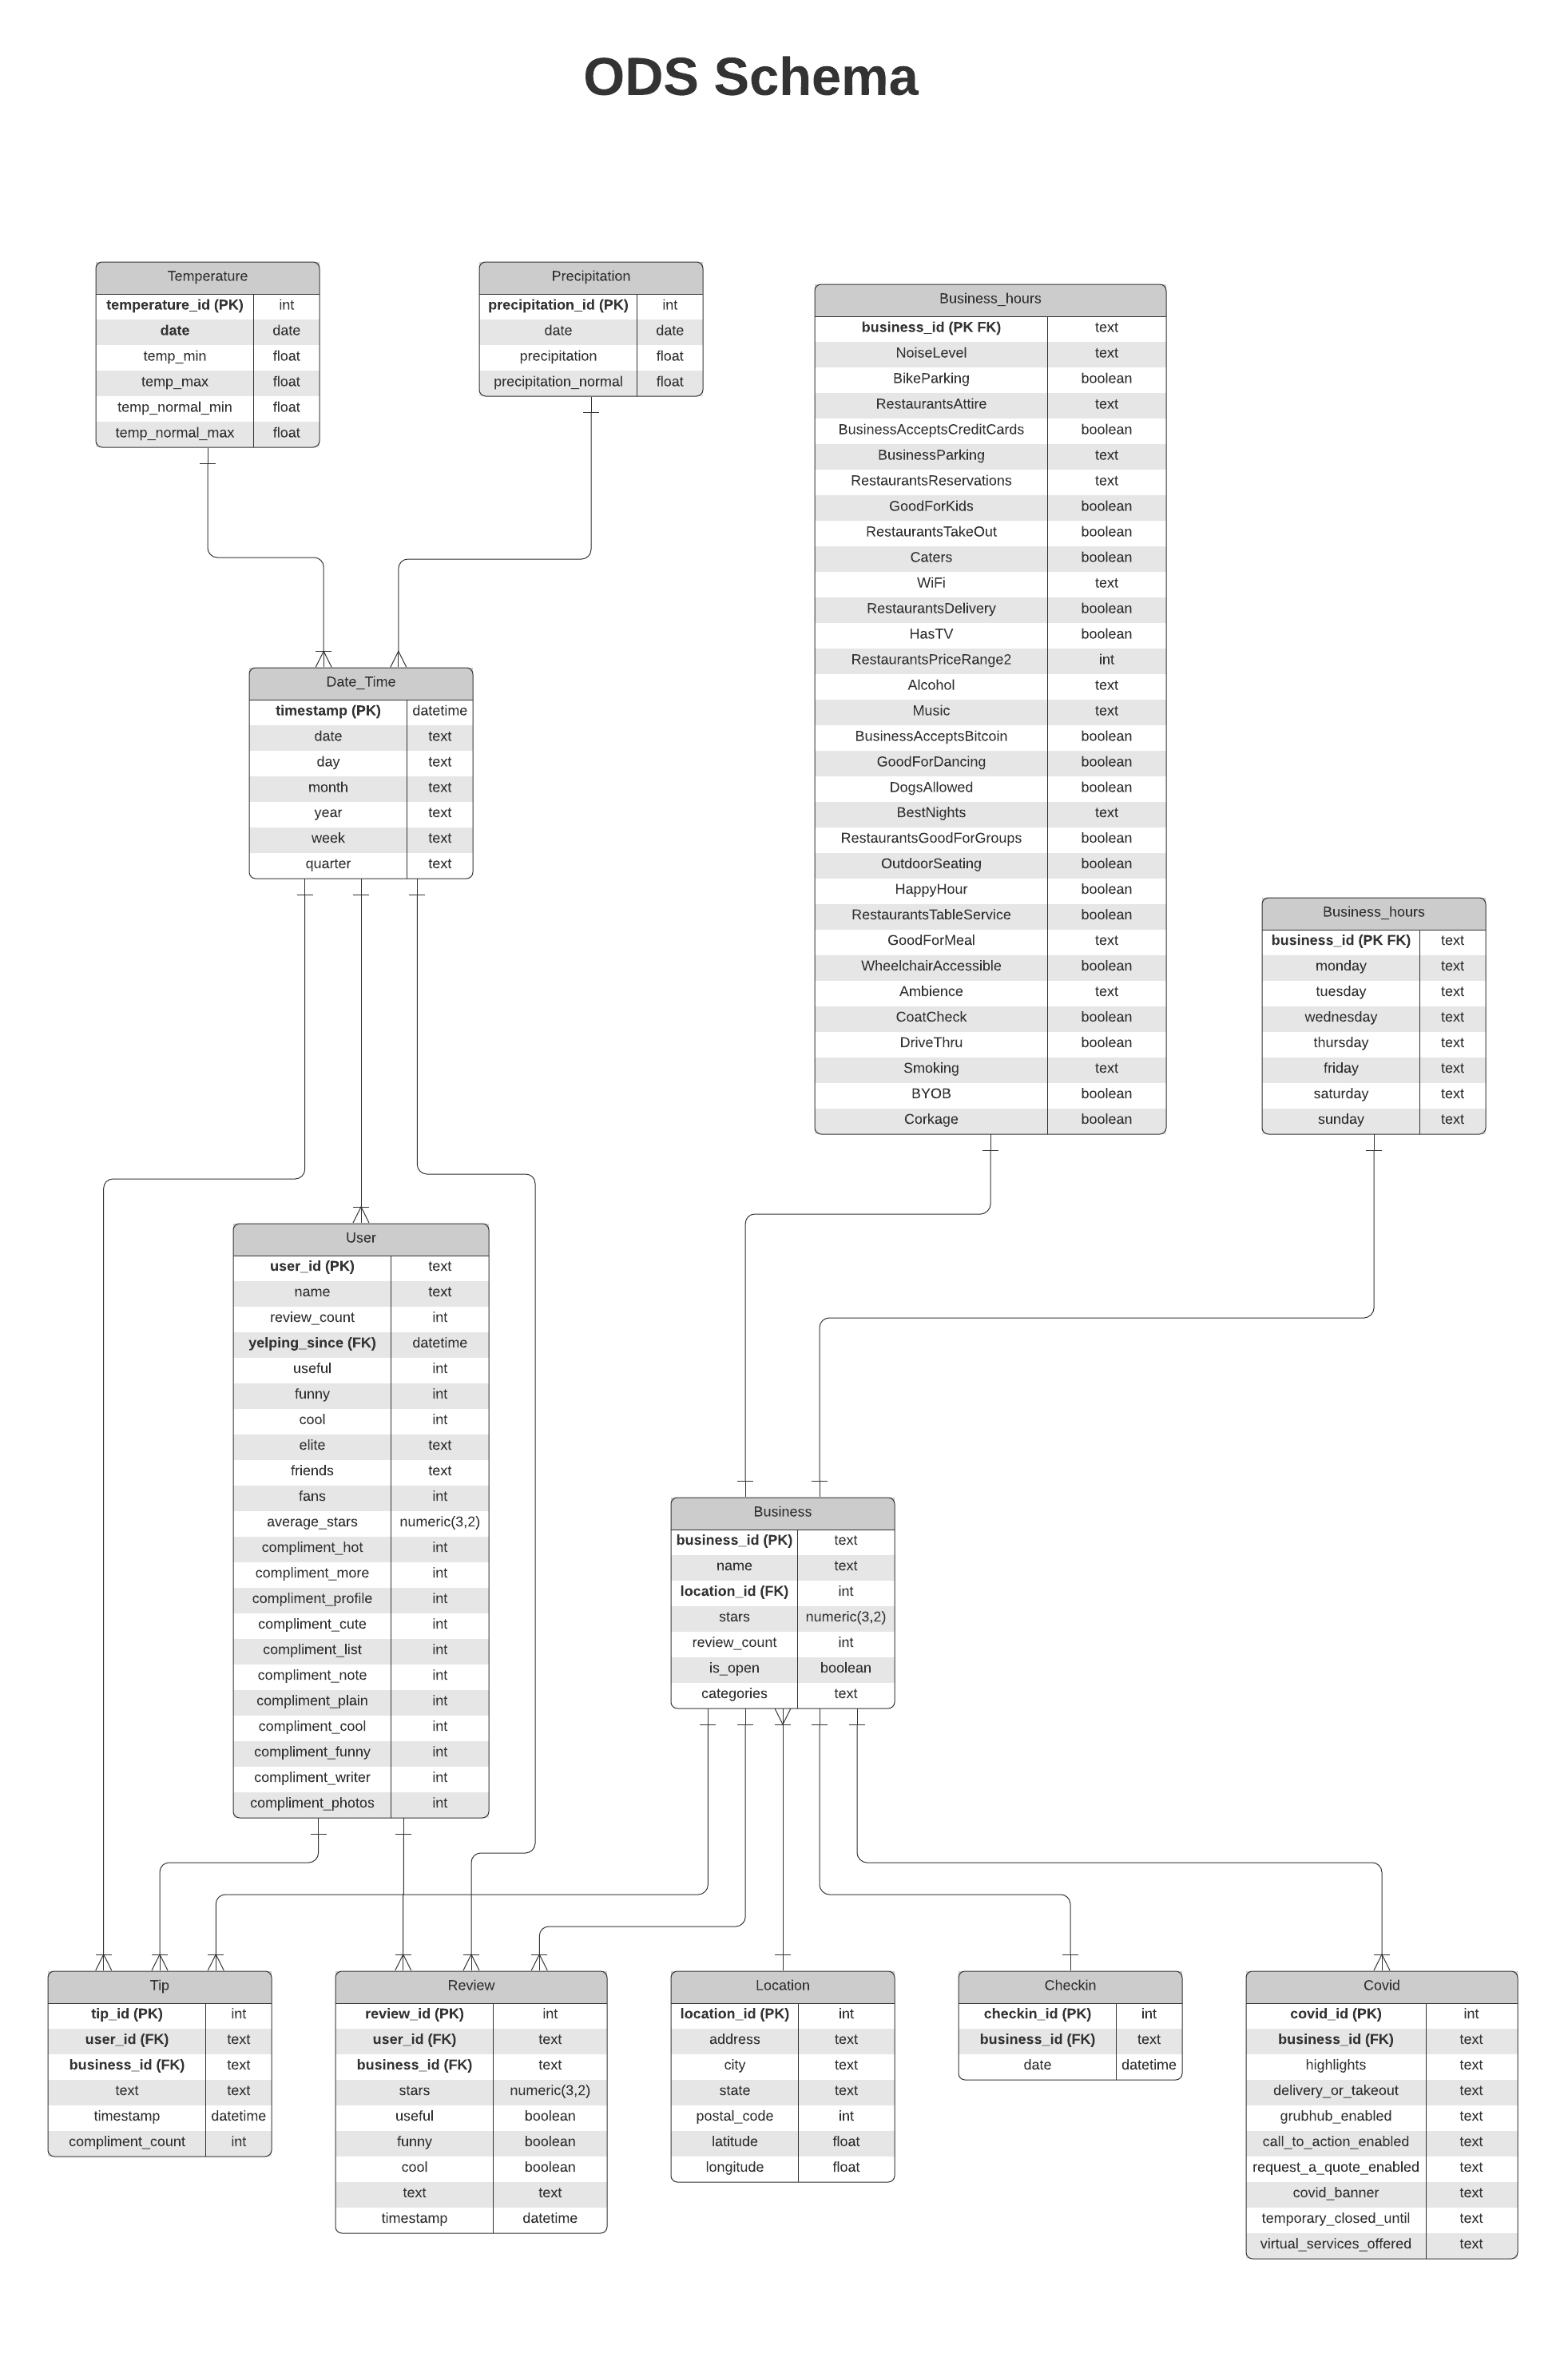 ODS Schema
Temperature
temperature_id (PK) int
date date
temp_min float
temp_max float
temp_normal_min float
temp_normal_max float
Precipitation
precipitation_id (PK) int
date date
precipitation float
precipitation_normal float
Business_hours
business_id (PK FK) text
NoiseLevel text
BikeParking boolean
RestaurantsAttire text
BusinessAcceptsCreditCards boolean
BusinessParking text
RestaurantsReservations text
GoodForKids boolean
RestaurantsTakeOut boolean
Caters boolean
WiFi text
RestaurantsDelivery boolean
HasTV boolean
RestaurantsPriceRange2 int
Alcohol text
Music text
BusinessAcceptsBitcoin boolean
GoodForDancing boolean
DogsAllowed boolean
BestNights text
RestaurantsGoodForGroups boolean
OutdoorSeating boolean
HappyHour boolean
RestaurantsTableService boolean
GoodForMeal text
WheelchairAccessible boolean
Ambience text
CoatCheck boolean
DriveThru boolean
Smoking text
BYOB boolean
Corkage boolean
Date_Time
timestamp (PK) datetime
date text
day text
month text
year text
week text
quarter text
Business_hours
business_id (PK FK) text
monday text
tuesday text
wednesday text
thursday text
friday text
saturday text
sunday text
User
user_id (PK) text
name text
review_count int
yelping_since (FK) datetime
useful int
funny int
cool int
elite text
friends text
fans int
average_stars numeric(3,2)
compliment_hot int
compliment_more int
compliment_profile int
compliment_cute int
compliment_list int
compliment_note int
compliment_plain int
compliment_cool int
compliment_funny int
compliment_writer int
compliment_photos int
Business
business_id (PK) text
name text
location_id (FK) int
stars numeric(3,2)
review_count int
is_open boolean
categories text
Tip
tip_id (PK) int
user_id (FK) text
business_id (FK) text
text text
timestamp datetime
compliment_count int
Review
review_id (PK) int
user_id (FK) text
business_id (FK) text
stars numeric(3,2)
useful boolean
funny boolean
cool boolean
text text
timestamp datetime
Location
location_id (PK) int
address text
city text
state text
postal_code int
latitude float
longitude float
Checkin
checkin_id (PK) int
business_id (FK) text
date datetime
Covid
covid_id (PK) int
business_id (FK) text
highlights text
delivery_or_takeout text
grubhub_enabled text
call_to_action_enabled text
request_a_quote_enabled text
covid_banner text
temporary_closed_until text
virtual_services_offered text